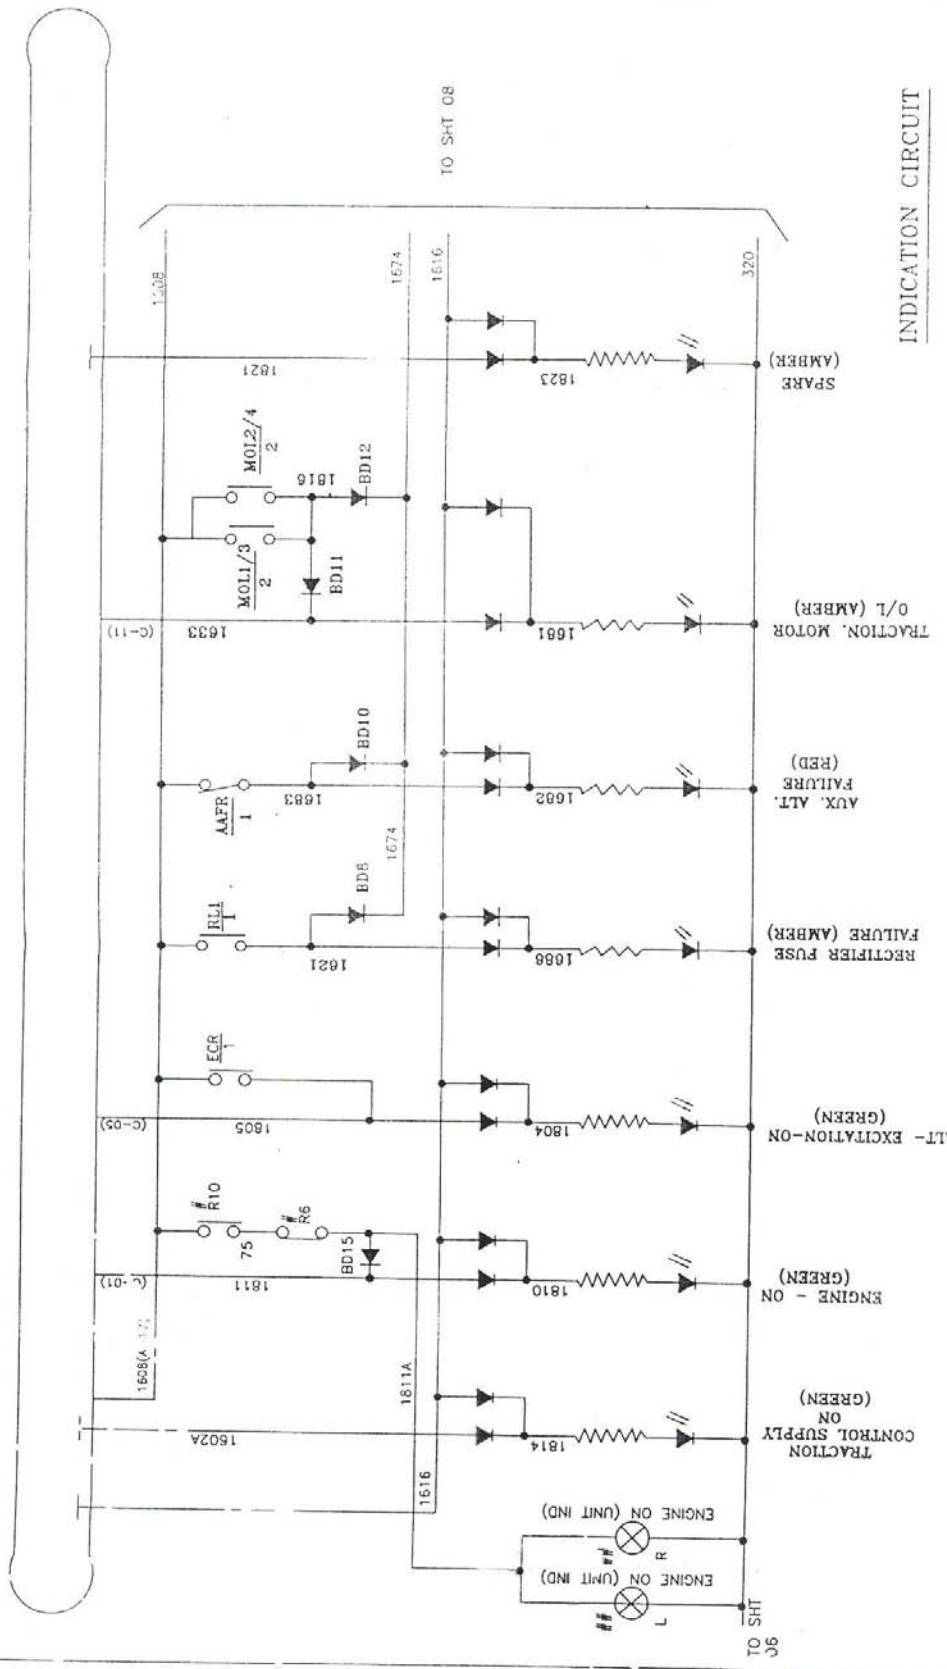 INDICATION CIRCUIT
TO SHT 08
1674
1616
320
1821
1823
SPARE
(AMBER)
MOL2/4
2
MOL1/3
2
1816
BD12
BD11
(C-11)
1633
1681
TRACTION. MOTOR
O/L (AMBER)
AAFR
1
1683
BD10
1682
AUX. ALT.
FAILURE
(RED)
RL1
1
1674
BD8
1621
1686
RECTIFIER FUSE
FAILURE (AMBER)
ECR
1
(C-05)
1805
1804
ALT- EXCITATION-ON
(GREEN)
#R10
75
#R6
BD15
(C-01)
1811
1810
ENGINE - ON
(GREEN)
1811A
1602A
1814
TRACTION
CONTROL SUPPLY
ON
(GREEN)
1616
ENGINE ON (UNIT IND)
##
R
ENGINE ON (UNIT IND)
##
L
TO SHT
06